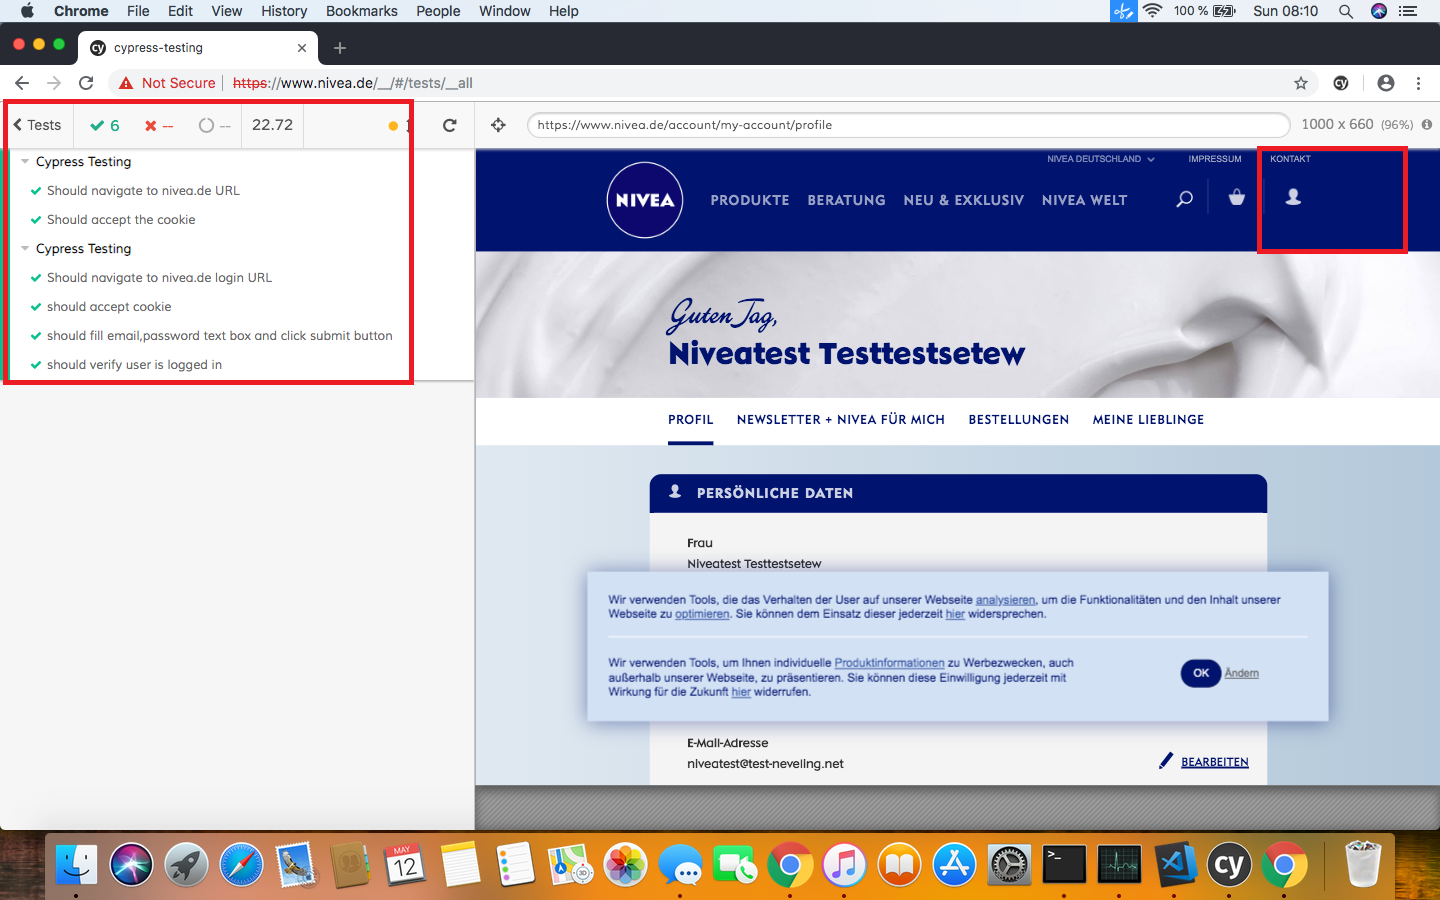 Chrome File Edit View History Bookmarks People Window Help 100 % Sun 08:10
cy cypress-testing
Not Secure https://www.nivea.de/__/#/tests/__all cy
Tests 6 -- -- 22.72
Cypress Testing
Should navigate to nivea.de URL
Should accept the cookie
Cypress Testing
Should navigate to nivea.de login URL
should accept cookie
should fill email,password text box and click submit button
should verify user is logged in
https://www.nivea.de/account/my-account/profile 1000 x 660 (96%)
NIVEA DEUTSCHLAND IMPRESSUM KONTAKT
NIVEA PRODUKTE BERATUNG NEU & EXKLUSIV NIVEA WELT
Guten Tag,
Niveatest Testtestsetew
PROFIL NEWSLETTER + NIVEA FÜR MICH BESTELLUNGEN MEINE LIEBLINGE
PERSÖNLICHE DATEN
Frau
Niveatest Testtestsetew
Wir verwenden Tools, die das Verhalten der User auf unserer Webseite analysieren, um die Funktionalitäten und den Inhalt unserer
Webseite zu optimieren. Sie können dem Einsatz dieser jederzeit hier widersprechen.
Wir verwenden Tools, um Ihnen individuelle Produktinformationen zu Werbezwecken, auch
außerhalb unserer Webseite, zu präsentieren. Sie können diese Einwilligung jederzeit mit
Wirkung für die Zukunft hier widerrufen.
OK Ändern
E-Mail-Adresse
niveatest@test-neveling.net
BEARBEITEN
MAY
12
3D
>_
cy